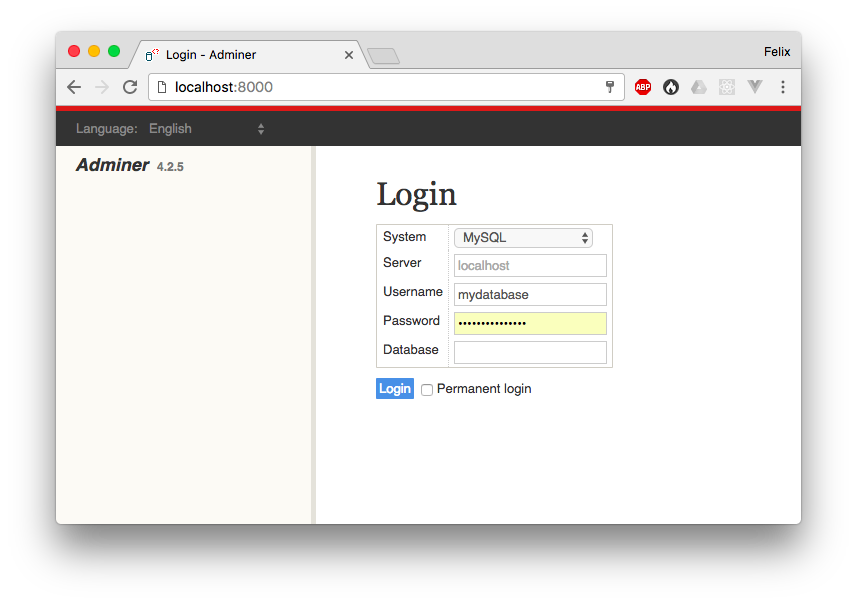 Login - Adminer
Felix
localhost:8000
ABP
Language: English
Adminer 4.2.5
Login
System MySQL
Server localhost
Username mydatabase
Password •••••••••••••••
Database
Login Permanent login